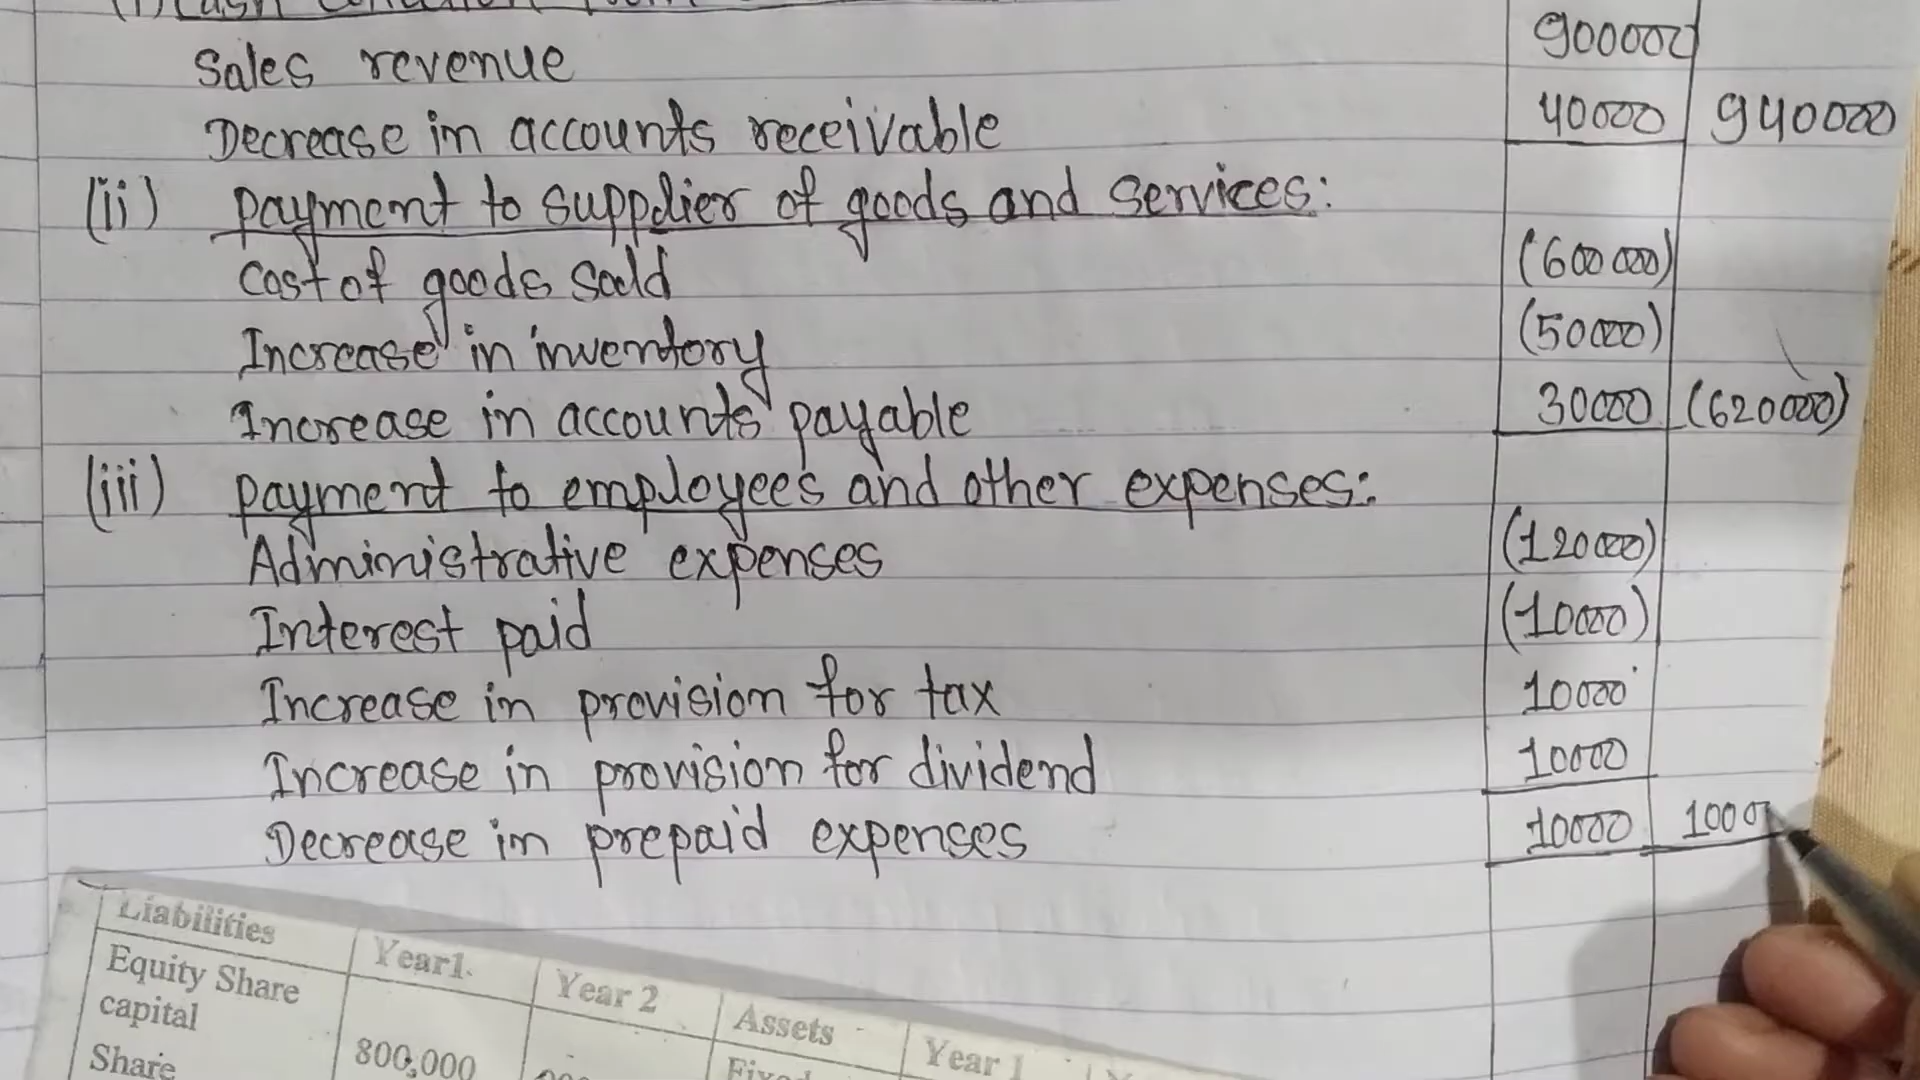 Sales revenue 900000
Decrease in accounts receivable 40000 940000
(ii) Payment to supplier of goods and services:
Cost of goods sold (600000)
Increase in inventory (50000)
Increase in accounts payable 30000 (620000)
(iii) Payment to employees and other expenses:
Administrative expenses (120000)
Interest paid (10000)
Increase in provision for tax 10000
Increase in provision for dividend 10000
Decrease in prepaid expenses 10000 1000
Liabilities Year1. Year 2 Assets Year 1
Equity Share capital 800,000
Share